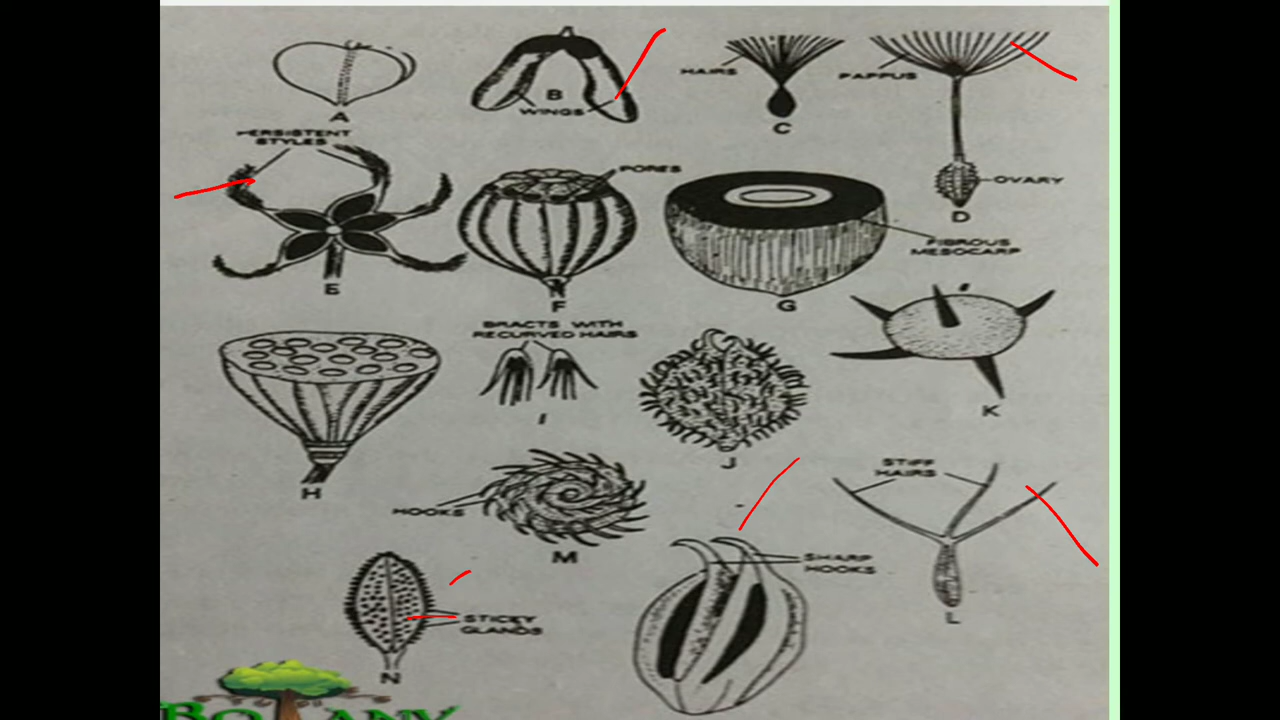 A
B
WINGS
HAIRS
C
PAPPUS
OVARY
D
PERSISTENT
STYLES
E
PORES
F
FIBROUS
MESOCARP
G
H
BRACTS WITH
RECURVED HAIRS
I
J
K
HOOKS
M
STIFF
HAIRS
L
STICKY
GLANDS
N
SHARP
HOOKS
BOTANY